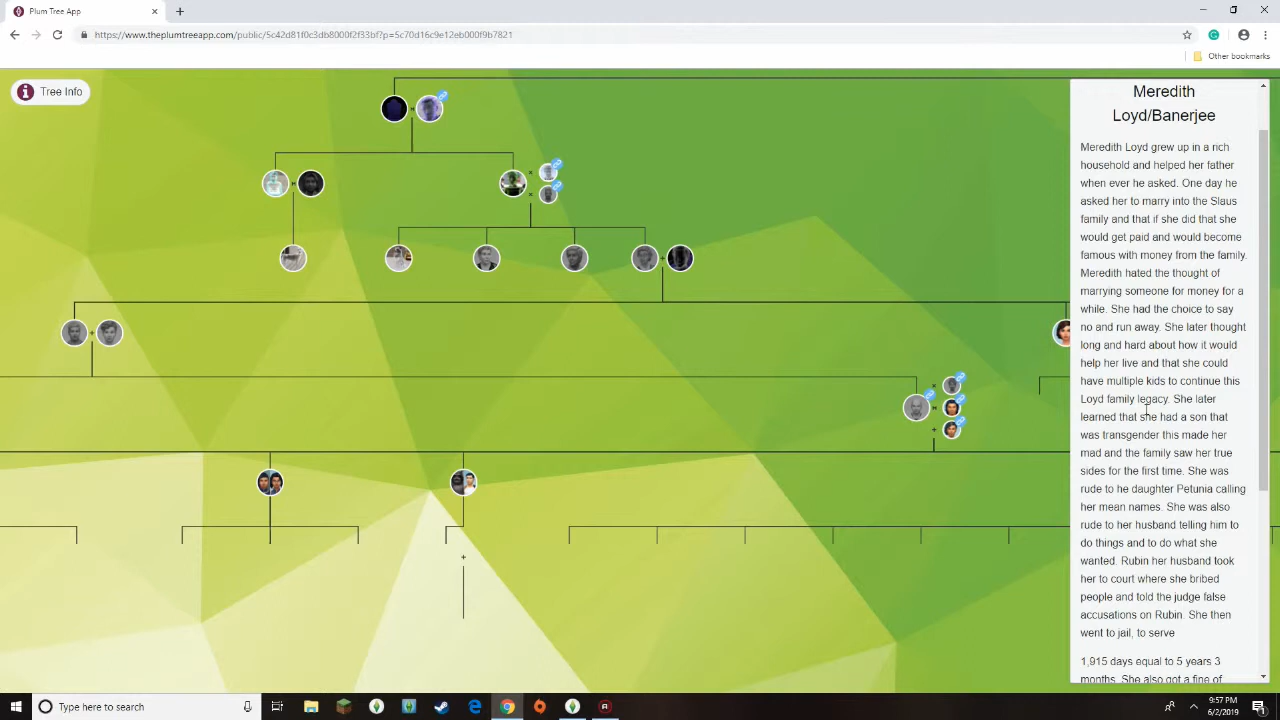 Plum Tree App
https://www.theplumtreeapp.com/public/5c42d81f0c3db8000f2f33bf?p=5c70d16c9e12eb000f9b7821
Other bookmarks
Tree Info
Meredith
Loyd/Banerjee
Meredith Loyd grew up in a rich
household and helped her father
when ever he asked. One day he
asked her to marry into the Slaus
family and that if she did that she
would get paid and would become
famous with money from the family.
Meredith hated the thought of
marrying someone for money for a
while. She had the choice to say
no and run away. She later thought
long and hard about how it would
help her live and that she could
have multiple kids to continue this
Loyd family legacy. She later
learned that she had a son that
was transgender this made her
mad and the family saw her true
sides for the first time. She was
rude to he daughter Petunia calling
her mean names. She was also
rude to her husband telling him to
do things and to do what she
wanted. Rubin her husband took
her to court where she bribed
people and told the judge false
accusations on Rubin. She then
went to jail, to serve
1,915 days equal to 5 years 3
months. She also got a fine of
Type here to search
9:57 PM
6/2/2019